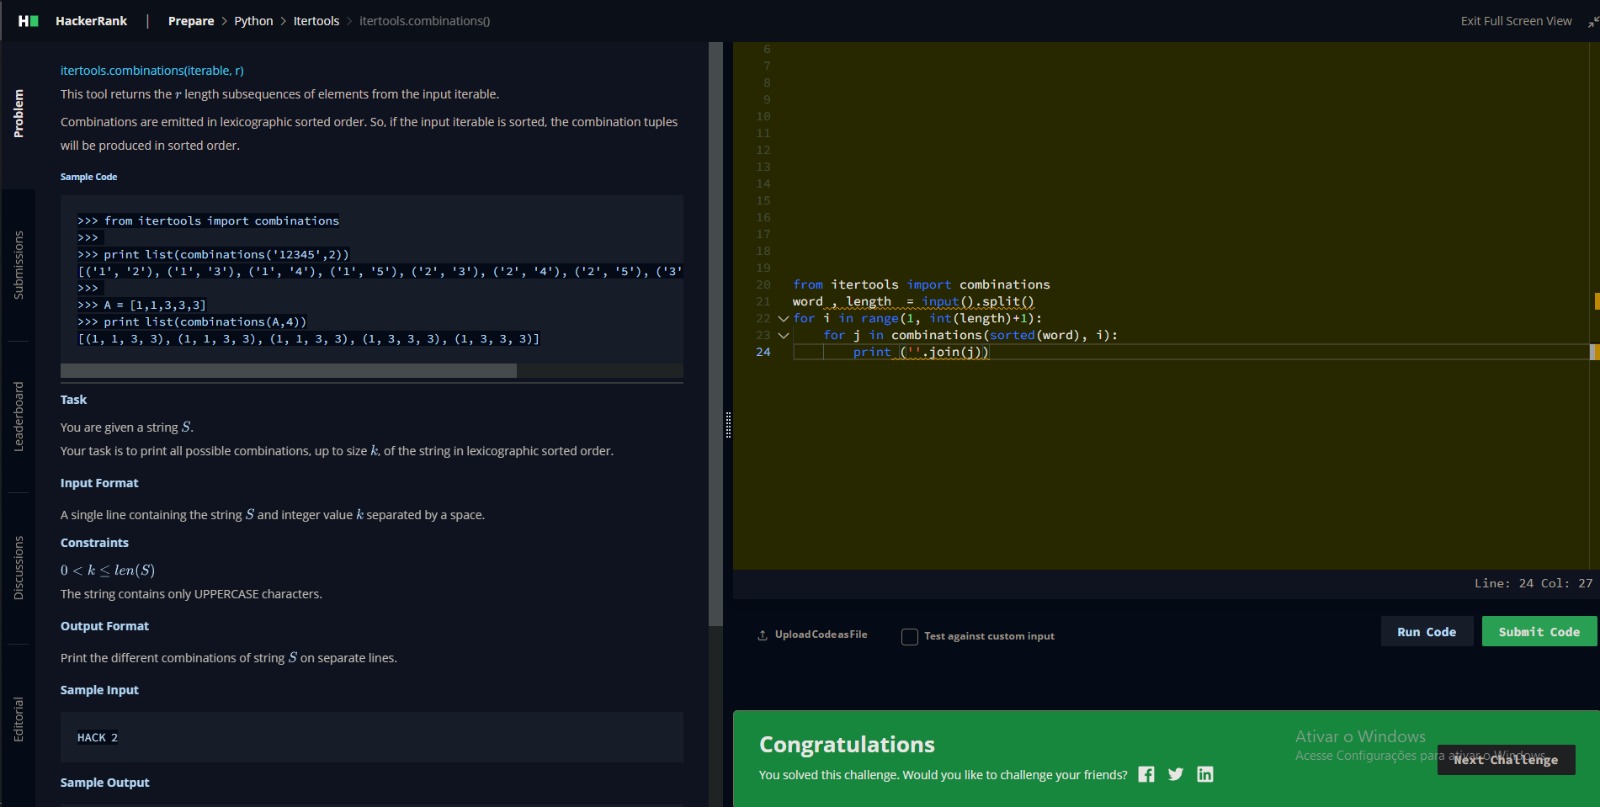 HackerRank | Prepare > Python > Itertools > itertools.combinations()
Exit Full Screen View
Problem
Submissions
Leaderboard
Discussions
Editorial
itertools.combinations(iterable, r)
This tool returns the r length subsequences of elements from the input iterable.
Combinations are emitted in lexicographic sorted order. So, if the input iterable is sorted, the combination tuples
will be produced in sorted order.
Sample Code
>>> from itertools import combinations
>>>
>>> print list(combinations('12345',2))
[('1', '2'), ('1', '3'), ('1', '4'), ('1', '5'), ('2', '3'), ('2', '4'), ('2', '5'), ('3'
>>>
>>> A = [1,1,3,3,3]
>>> print list(combinations(A,4))
[(1, 1, 3, 3), (1, 1, 3, 3), (1, 1, 3, 3), (1, 3, 3, 3), (1, 3, 3, 3)]
Task
You are given a string S.
Your task is to print all possible combinations, up to size k, of the string in lexicographic sorted order.
Input Format
A single line containing the string S and integer value k separated by a space.
Constraints
0 < k ≤ len(S)
The string contains only UPPERCASE characters.
Output Format
Print the different combinations of string S on separate lines.
Sample Input
HACK 2
Sample Output
6
7
8
9
10
11
12
13
14
15
16
17
18
19
20 from itertools import combinations
21 word , length  = input().split()
22 for i in range(1, int(length)+1):
23     for j in combinations(sorted(word), i):
24         print (''.join(j))
Line: 24 Col: 27
Upload Code as File
Test against custom input
Run Code
Submit Code
Congratulations
You solved this challenge. Would you like to challenge your friends?
Ativar o Windows
Acesse Configurações para ativar o Windows.
Next Challenge